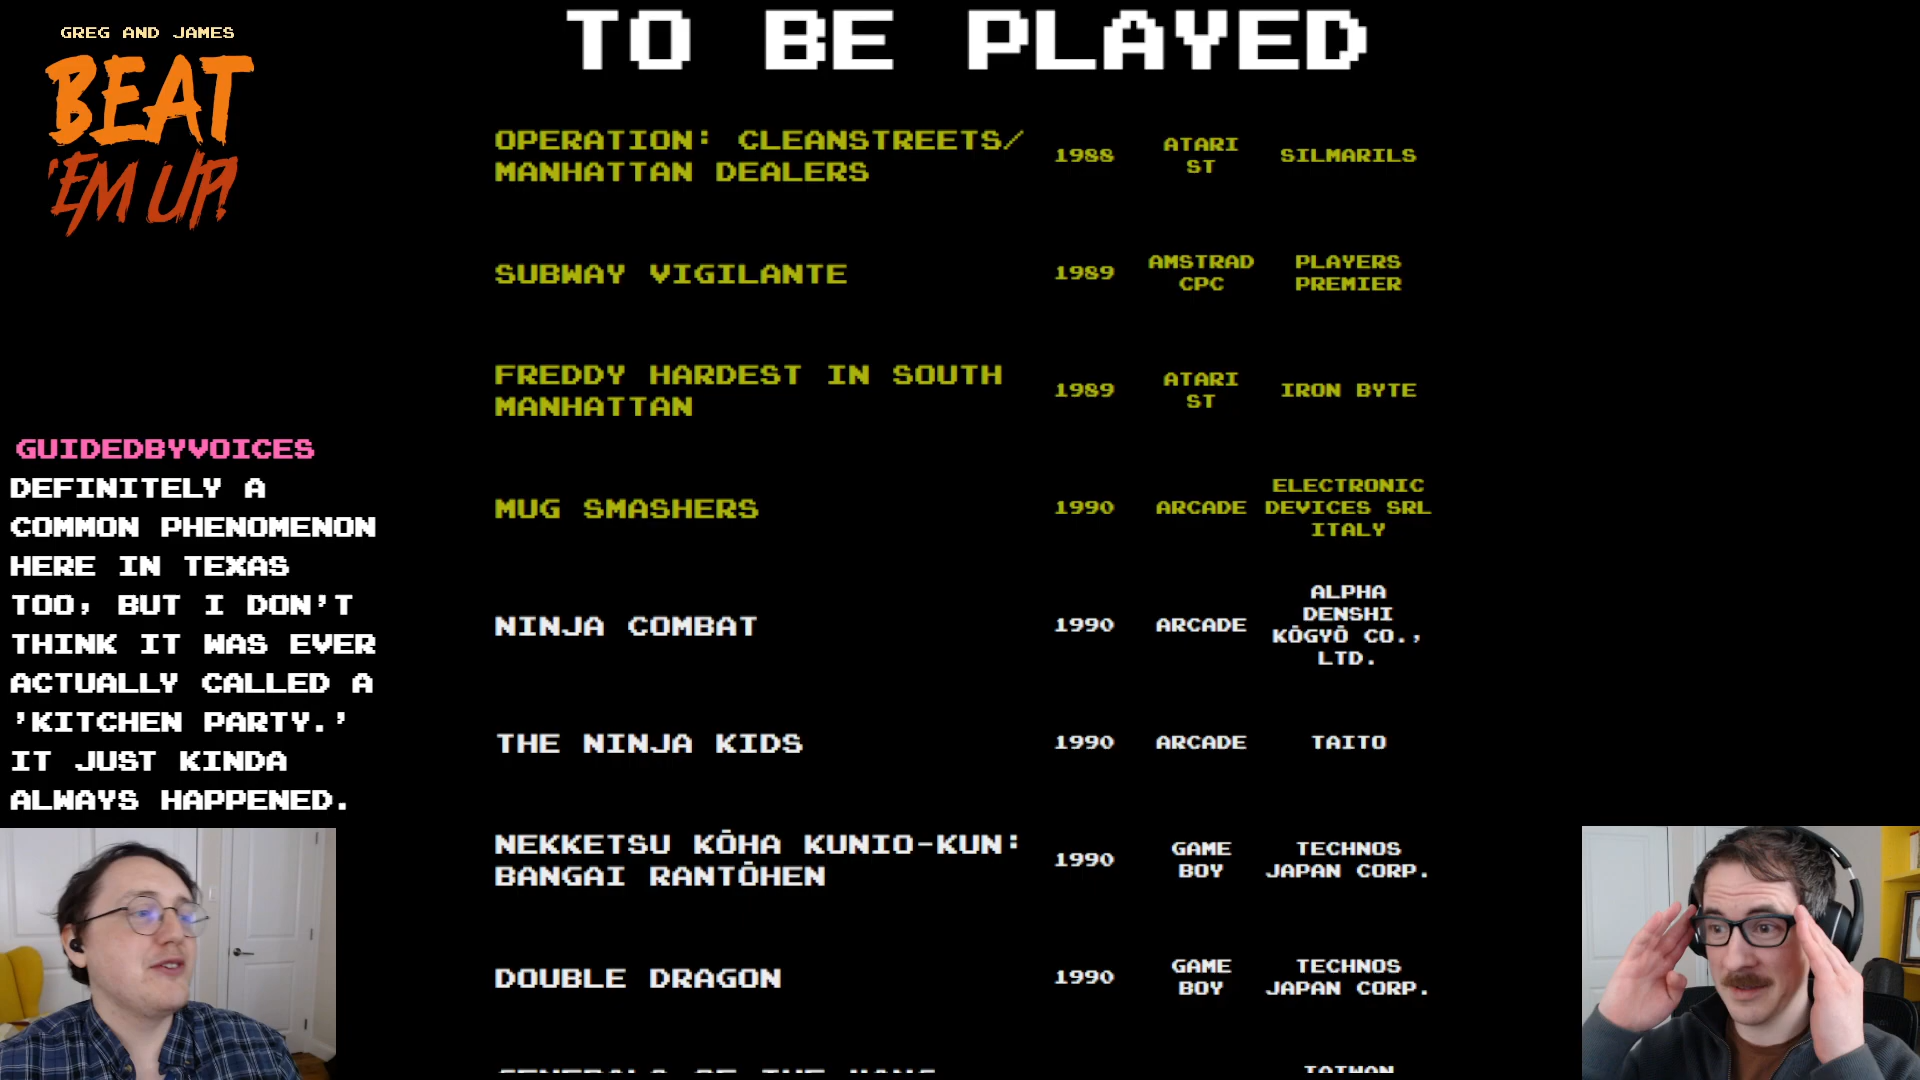 GREG AND JAMES
BEAT
'EM UP!
TO BE PLAYED
OPERATION: CLEANSTREETS/
MANHATTAN DEALERS
1988
ATARI
ST
SILMARILS
SUBWAY VIGILANTE
1989
AMSTRAD
CPC
PLAYERS
PREMIER
FREDDY HARDEST IN SOUTH
MANHATTAN
1989
ATARI
ST
IRON BYTE
MUG SMASHERS
1990
ARCADE
ELECTRONIC
DEVICES SRL
ITALY
NINJA COMBAT
1990
ARCADE
ALPHA
DENSHI
KŌGYŌ CO.,
LTD.
THE NINJA KIDS
1990
ARCADE
TAITO
NEKKETSU KŌHA KUNIO-KUN:
BANGAI RANTŌHEN
1990
GAME
BOY
TECHNOS
JAPAN CORP.
DOUBLE DRAGON
1990
GAME
BOY
TECHNOS
JAPAN CORP.
GUIDEDBYVOICES
DEFINITELY A
COMMON PHENOMENON
HERE IN TEXAS
TOO, BUT I DON'T
THINK IT WAS EVER
ACTUALLY CALLED A
'KITCHEN PARTY.'
IT JUST KINDA
ALWAYS HAPPENED.